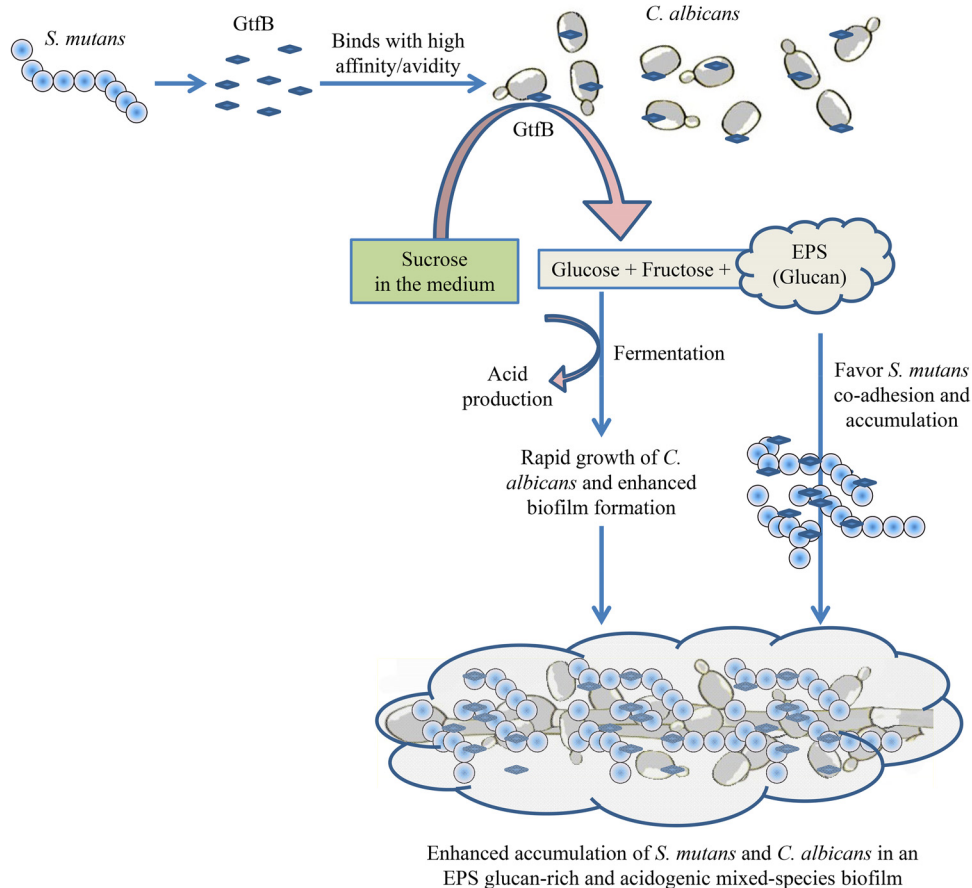 S. mutans
GtfB
Binds with high
affinity/avidity
C. albicans
GtfB
Sucrose
in the medium
Glucose + Fructose +
EPS
(Glucan)
Fermentation
Acid
production
Favor S. mutans
co-adhesion and
accumulation
Rapid growth of C.
albicans and enhanced
biofilm formation
Enhanced accumulation of S. mutans and C. albicans in an
EPS glucan-rich and acidogenic mixed-species biofilm